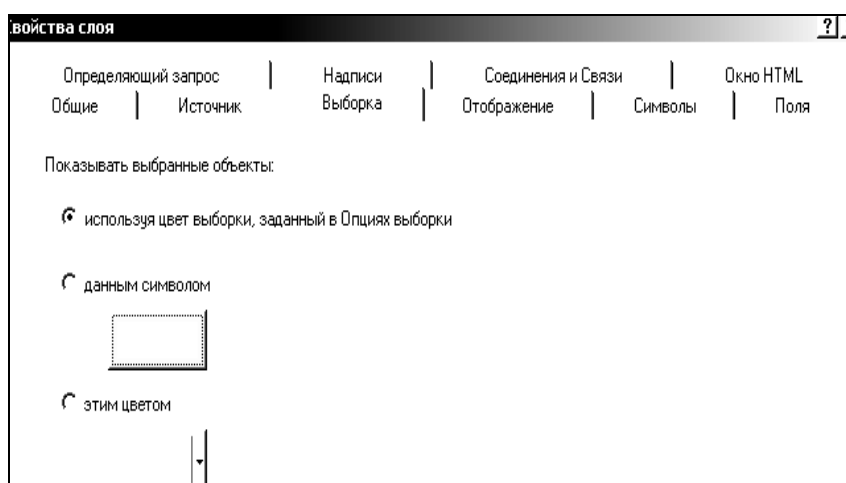 войства слоя ?
Определяющий запрос Надписи Соединения и Связи Окно HTML
Общие Источник Выборка Отображение Символы Поля
Показывать выбранные объекты:
используя цвет выборки, заданный в Опциях выборки
данным символом
этим цветом